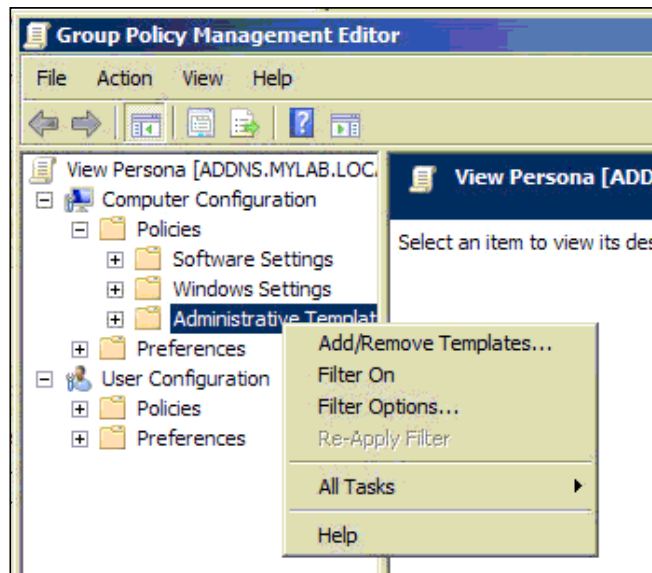 Group Policy Management Editor
File Action View Help
View Persona [ADDNS.MYLAB.LOC.
Computer Configuration
Policies
Software Settings
Windows Settings
Administrative Templat
Preferences
User Configuration
Policies
Preferences
View Persona [ADD
Select an item to view its des
Add/Remove Templates...
Filter On
Filter Options...
Re-Apply Filter
All Tasks
Help